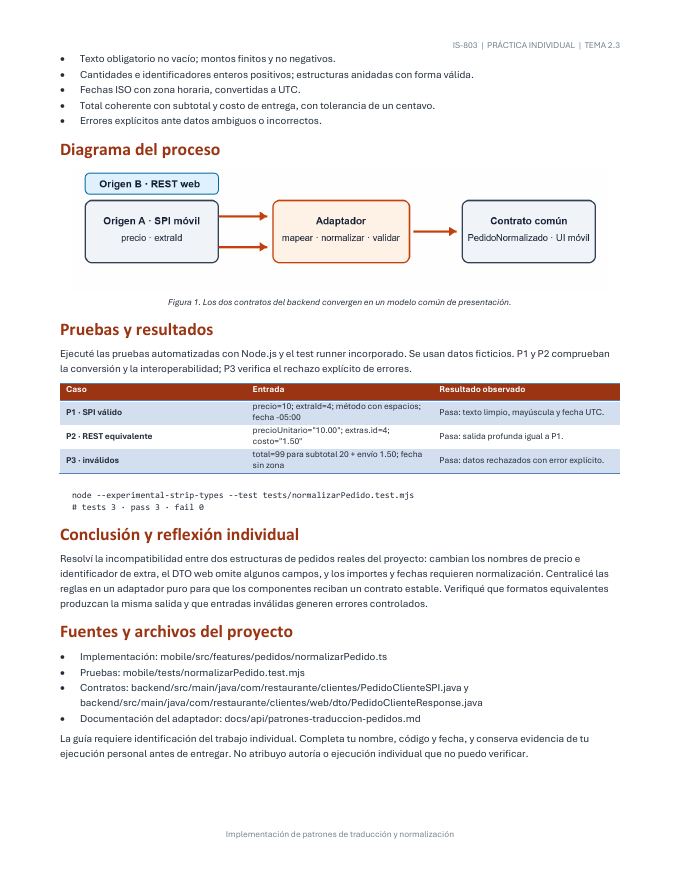 IS-803 | PRÁCTICA INDIVIDUAL | TEMA 2.3
• Texto obligatorio no vacío; montos finitos y no negativos.
• Cantidades e identificadores enteros positivos; estructuras anidadas con forma válida.
• Fechas ISO con zona horaria, convertidas a UTC.
• Total coherente con subtotal y costo de entrega, con tolerancia de un centavo.
• Errores explícitos ante datos ambiguos o incorrectos.
Diagrama del proceso
Origen B · REST web
Origen A · SPI móvil
precio · extraId
Adaptador
mapear · normalizar · validar
Contrato común
PedidoNormalizado · UI móvil
Figura 1. Los dos contratos del backend convergen en un modelo común de presentación.
Pruebas y resultados
Ejecuté las pruebas automatizadas con Node.js y el test runner incorporado. Se usan datos ficticios. P1 y P2 comprueban
la conversión y la interoperabilidad; P3 verifica el rechazo explícito de errores.
Caso Entrada Resultado observado
P1 · SPI válido precio=10; extraId=4; método con espacios; Pasa: texto limpio, mayúscula y fecha UTC.
fecha -05:00
P2 · REST equivalente precioUnitario="10.00"; extras.id=4; Pasa: salida profunda igual a P1.
costo="1.50"
P3 · inválidos total=99 para subtotal 20 + envío 1.50; fecha Pasa: datos rechazados con error explícito.
sin zona
node --experimental-strip-types --test tests/normalizarPedido.test.mjs
# tests 3 · pass 3 · fail 0
Conclusión y reflexión individual
Resolví la incompatibilidad entre dos estructuras de pedidos reales del proyecto: cambian los nombres de precio e
identificador de extra, el DTO web omite algunos campos, y los importes y fechas requieren normalización. Centralicé las
reglas en un adaptador puro para que los componentes reciban un contrato estable. Verifiqué que formatos equivalentes
produzcan la misma salida y que entradas inválidas generen errores controlados.
Fuentes y archivos del proyecto
• Implementación: mobile/src/features/pedidos/normalizarPedido.ts
• Pruebas: mobile/tests/normalizarPedido.test.mjs
• Contratos: backend/src/main/java/com/restaurante/clientes/PedidoClienteSPI.java y
backend/src/main/java/com/restaurante/clientes/web/dto/PedidoClienteResponse.java
• Documentación del adaptador: docs/api/patrones-traduccion-pedidos.md
La guía requiere identificación del trabajo individual. Completa tu nombre, código y fecha, y conserva evidencia de tu
ejecución personal antes de entregar. No atribuyo autoría o ejecución individual que no puedo verificar.
Implementación de patrones de traducción y normalización